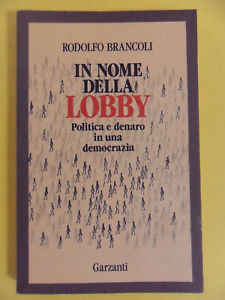 RODOLFO BRANCOLI
IN NOME
DELLA
LOBBY
Politica e denaro
in una
democrazia
Garzanti